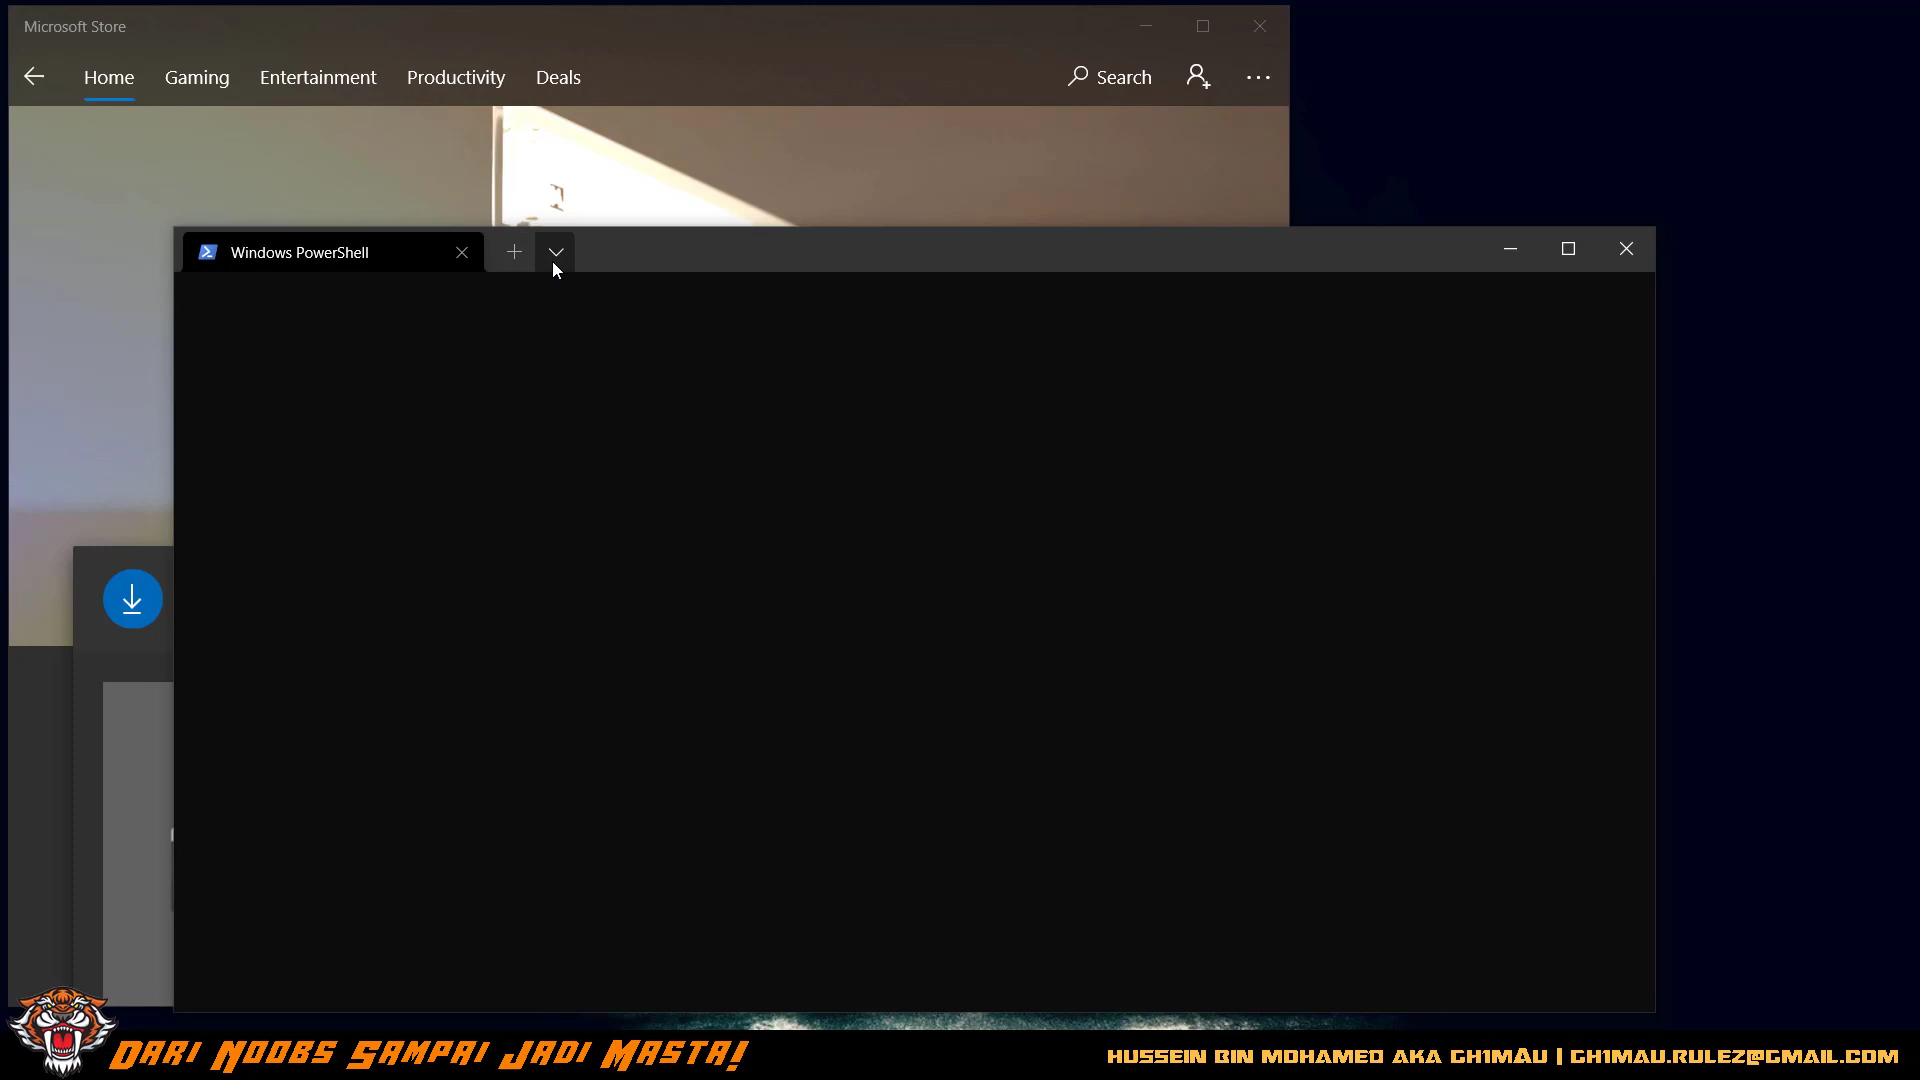 Microsoft Store
Home Gaming Entertainment Productivity Deals Search
Windows PowerShell
DARI NOOBS SAMPAI JADI MASTA!
HUSSEIN BIN MOHAMED AKA GH1MAU | GH1MAU.RULEZ@GMAIL.COM